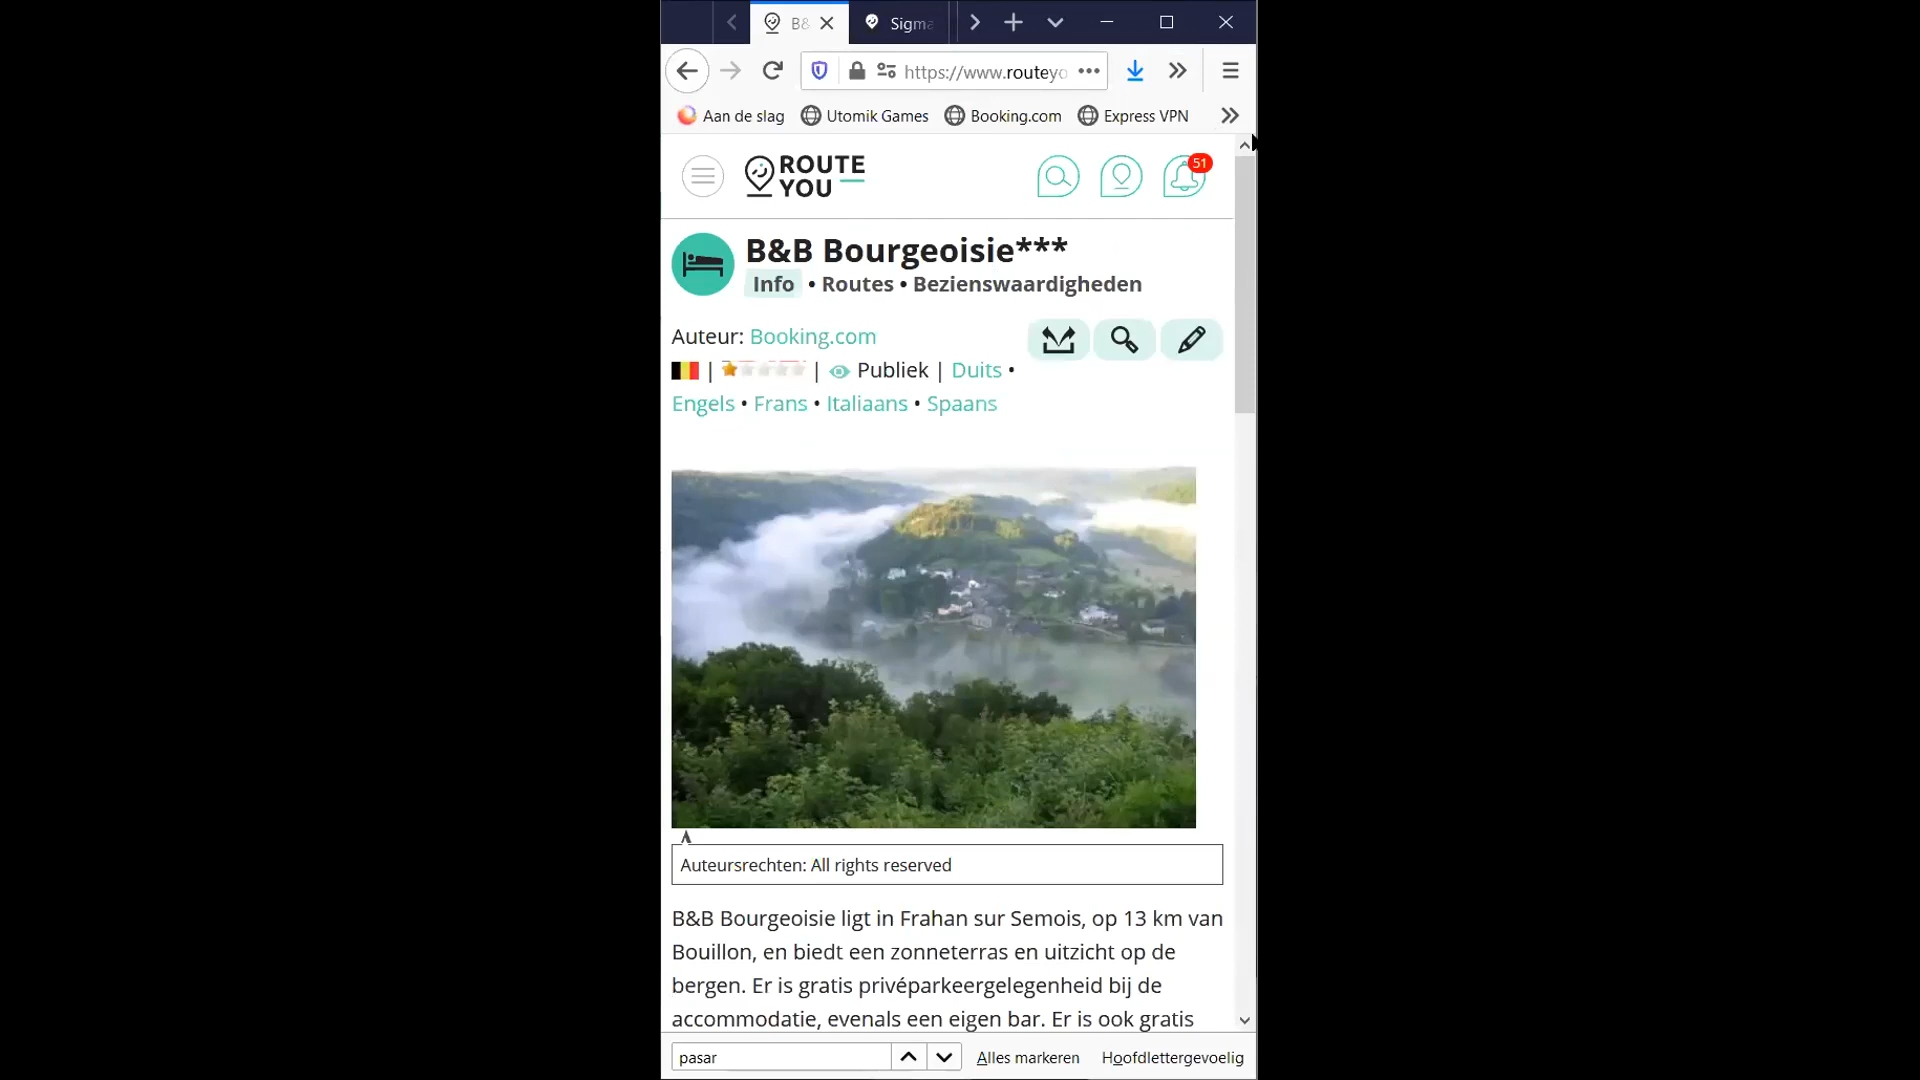 B&
Sigma
https://www.routeyo
Aan de slag Utomik Games Booking.com Express VPN
ROUTE
YOU
51
B&B Bourgeoisie***
Info • Routes • Bezienswaardigheden
Auteur: Booking.com
| | Publiek | Duits •
Engels • Frans • Italiaans • Spaans
Auteursrechten: All rights reserved
B&B Bourgeoisie ligt in Frahan sur Semois, op 13 km van
Bouillon, en biedt een zonneterras en uitzicht op de
bergen. Er is gratis privéparkeergelegenheid bij de
accommodatie, evenals een eigen bar. Er is ook gratis
pasar Alles markeren Hoofdlettergevoelig